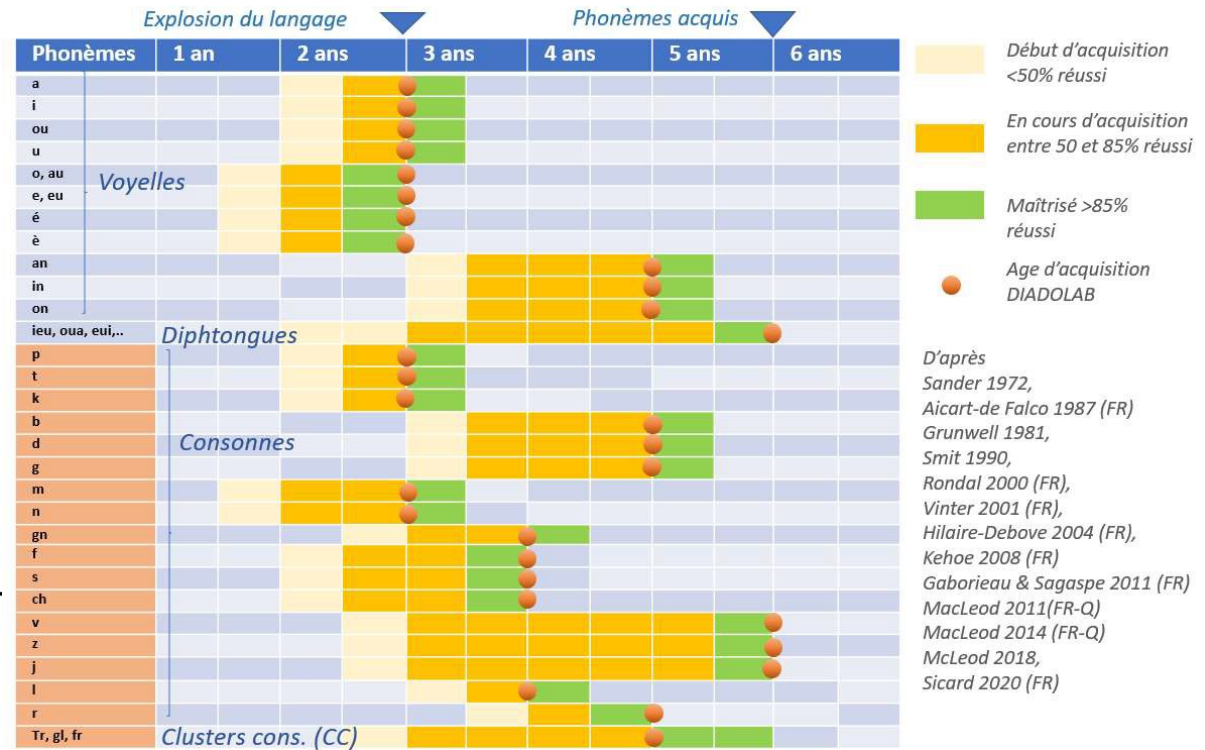 Explosion du langage
Phonèmes acquis
Phonèmes 1 an 2 ans 3 ans 4 ans 5 ans 6 ans
a
i
ou
u
o, au
Voyelles
e, eu
é
è
an
in
on
ieu, oua, eui,..
Diphtongues
p
t
k
b
d
Consonnes
g
m
n
gn
f
s
ch
v
z
j
l
r
Tr, gl, fr
Clusters cons. (CC)
Début d'acquisition
<50% réussi
En cours d'acquisition
entre 50 et 85% réussi
Maîtrisé >85%
réussi
Age d'acquisition
DIADOLAB
D'après
Sander 1972,
Aicart-de Falco 1987 (FR)
Grunwell 1981,
Smit 1990,
Rondal 2000 (FR),
Vinter 2001 (FR),
Hilaire-Debove 2004 (FR),
Kehoe 2008 (FR)
Gaborieau & Sagaspe 2011 (FR)
MacLeod 2011(FR-Q)
MacLeod 2014 (FR-Q)
McLeod 2018,
Sicard 2020 (FR)